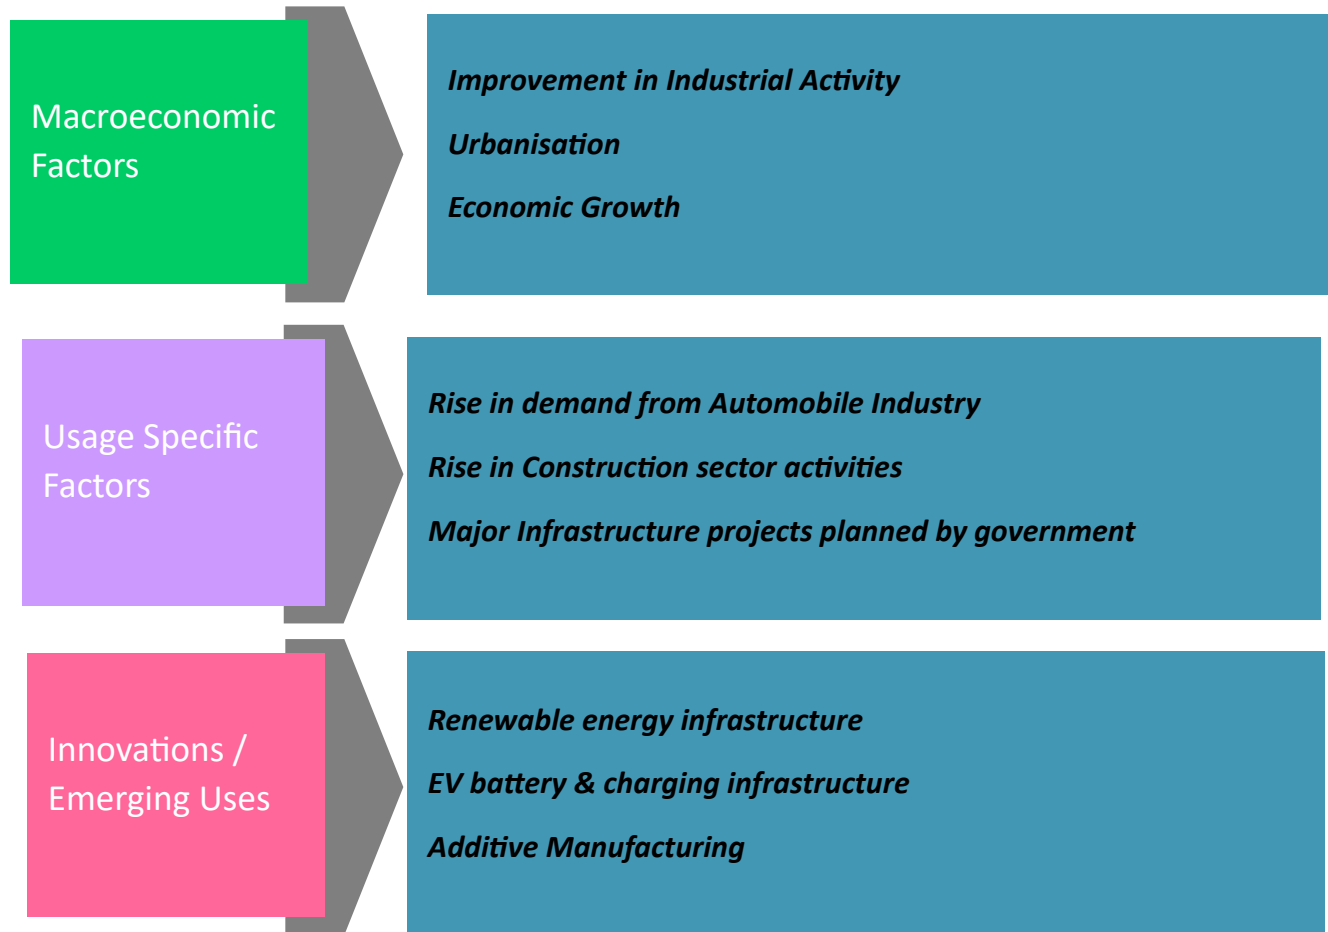 Macroeconomic
Factors
Improvement in Industrial Activity
Urbanisation
Economic Growth
Usage Specific
Factors
Rise in demand from Automobile Industry
Rise in Construction sector activities
Major Infrastructure projects planned by government
Innovations /
Emerging Uses
Renewable energy infrastructure
EV battery & charging infrastructure
Additive Manufacturing